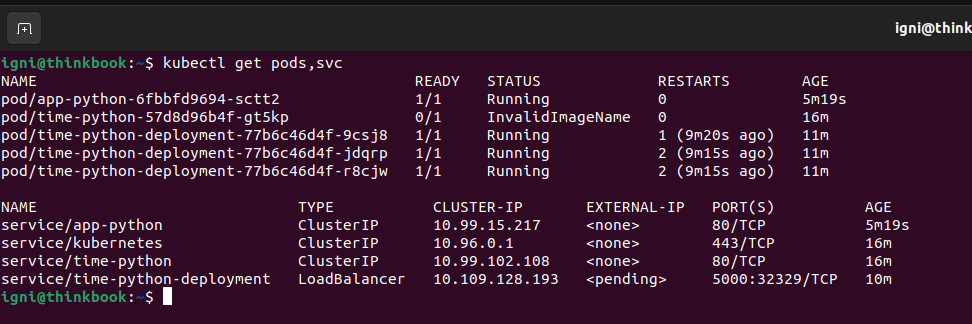 igni@think
igni@thinkbook:~$ kubectl get pods,svc
NAME READY STATUS RESTARTS AGE
pod/app-python-6fbbfd9694-sctt2 1/1 Running 0 5m19s
pod/time-python-57d8d96b4f-gt5kp 0/1 InvalidImageName 0 16m
pod/time-python-deployment-77b6c46d4f-9csj8 1/1 Running 1 (9m20s ago) 11m
pod/time-python-deployment-77b6c46d4f-jdqrp 1/1 Running 2 (9m15s ago) 11m
pod/time-python-deployment-77b6c46d4f-r8cjw 1/1 Running 2 (9m15s ago) 11m
NAME TYPE CLUSTER-IP EXTERNAL-IP PORT(S) AGE
service/app-python ClusterIP 10.99.15.217 <none> 80/TCP 5m19s
service/kubernetes ClusterIP 10.96.0.1 <none> 443/TCP 16m
service/time-python ClusterIP 10.99.102.108 <none> 80/TCP 16m
service/time-python-deployment LoadBalancer 10.109.128.193 <pending> 5000:32329/TCP 10m
igni@thinkbook:~$